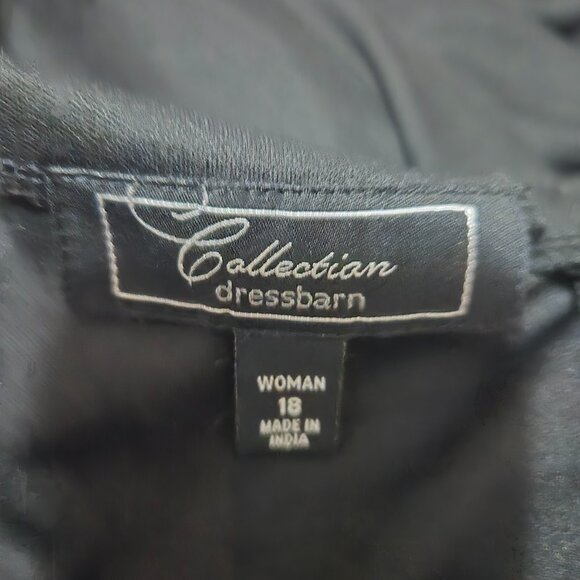 Collection
dressbarn
WOMAN
18
MADE IN
INDIA